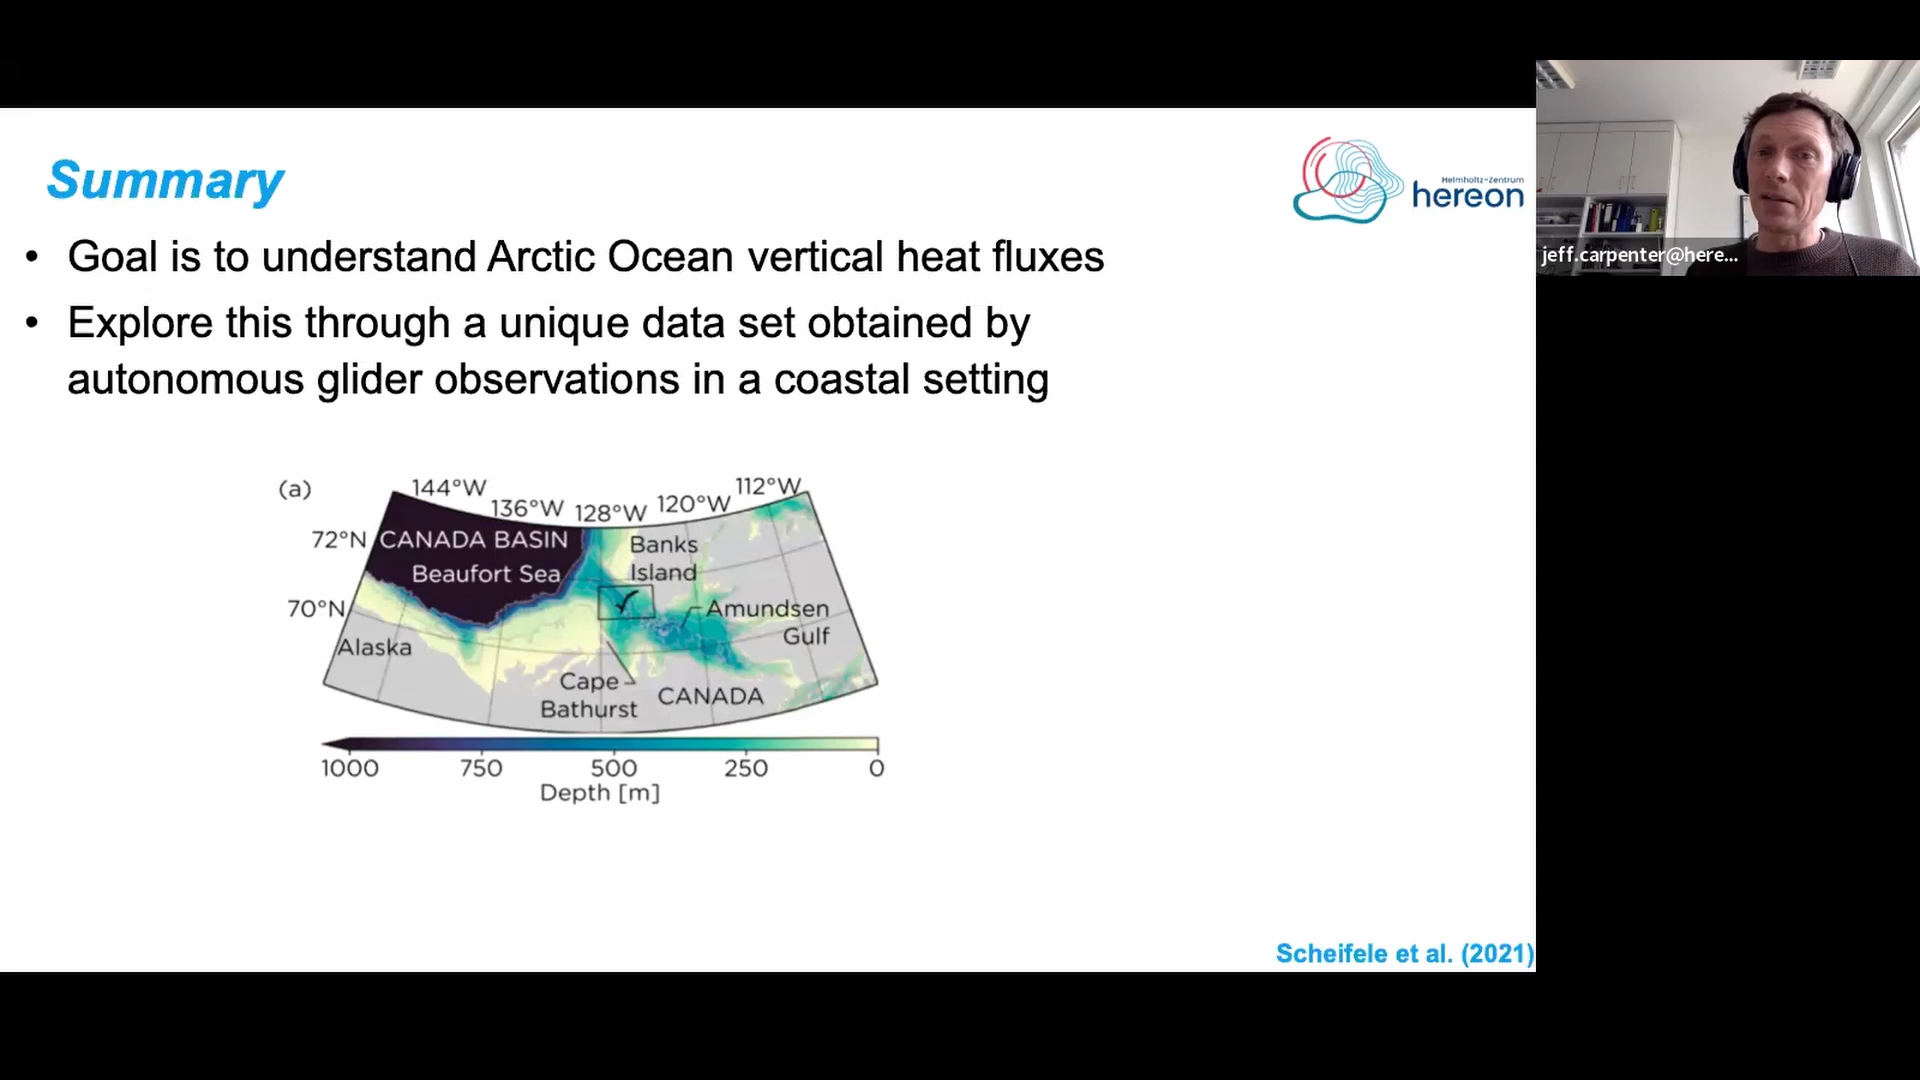 Summary
Helmholtz-Zentrum
hereon
• Goal is to understand Arctic Ocean vertical heat fluxes
• Explore this through a unique data set obtained by
autonomous glider observations in a coastal setting
jeff.carpenter@here...
(a)
144°W
136°W
128°W
120°W
112°W
72°N
CANADA BASIN
Beaufort Sea
Banks
Island
70°N
Amundsen
Gulf
Alaska
Cape
Bathurst
CANADA
1000 750 500 250 0
Depth [m]
Scheifele et al. (2021)